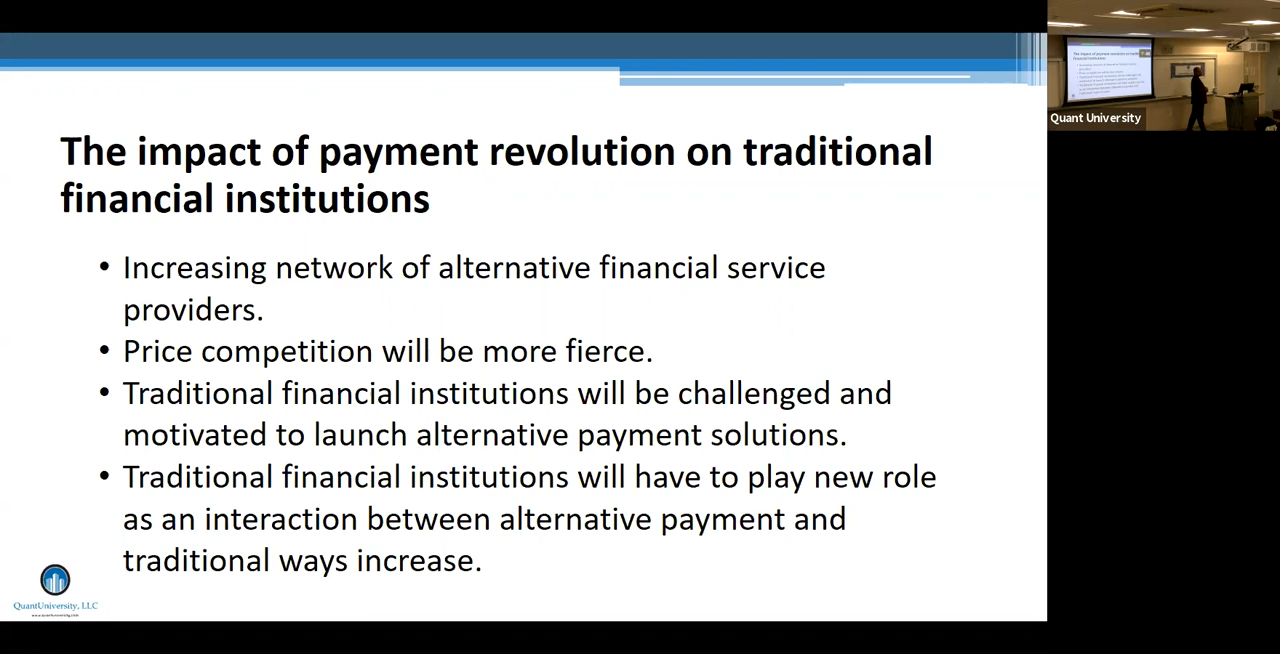 The impact of payment revolution on traditional
financial institutions
• Increasing network of alternative financial service
providers.
• Price competition will be more fierce.
• Traditional financial institutions will be challenged and
motivated to launch alternative payment solutions.
• Traditional financial institutions will have to play new role
as an interaction between alternative payment and
traditional ways increase.
QuantUniversity, LLC
www.quantuniversity.com
Quant University